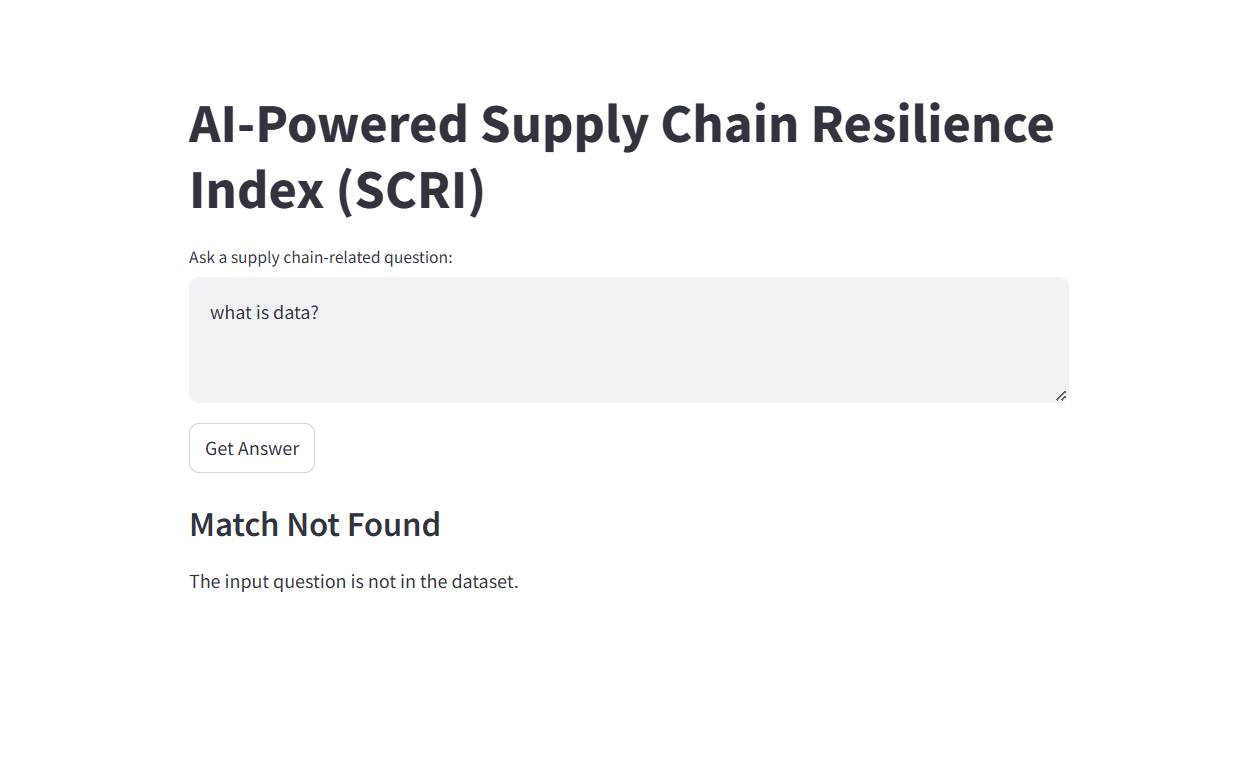 AI-Powered Supply Chain Resilience
Index (SCRI)
Ask a supply chain-related question:
what is data?
Get Answer
Match Not Found
The input question is not in the dataset.